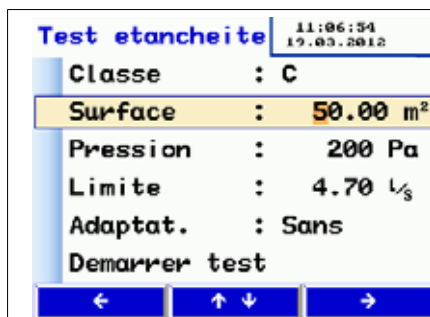 Test etancheite 11:06:54
19.03.2012
Classe : C
Surface : 50.00 m²
Pression : 200 Pa
Limite : 4.70 L/s
Adaptat. : Sans
Demarrer test
← ↑ ↓ →